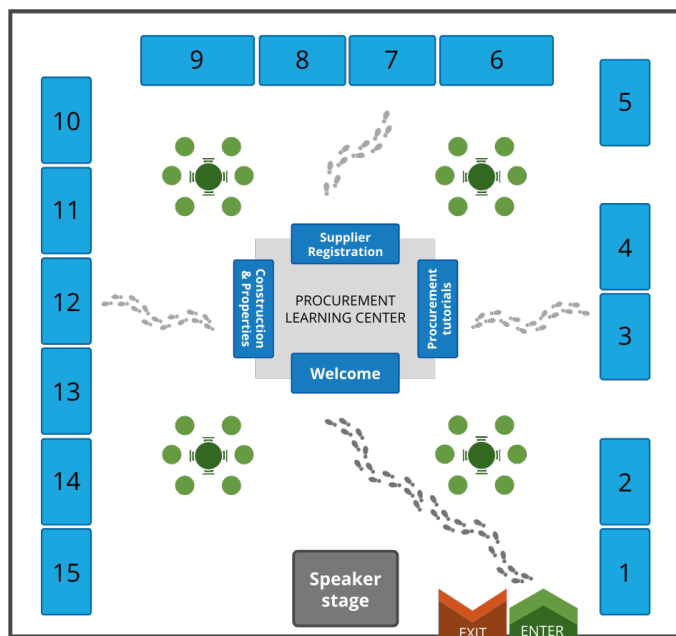 9
8
7
6
5
10
11
12
13
14
15
4
3
2
1
Supplier
Registration
Construction
& Properties
PROCUREMENT
LEARNING CENTER
Procurement
tutorials
Welcome
Speaker
stage
EXIT
ENTER